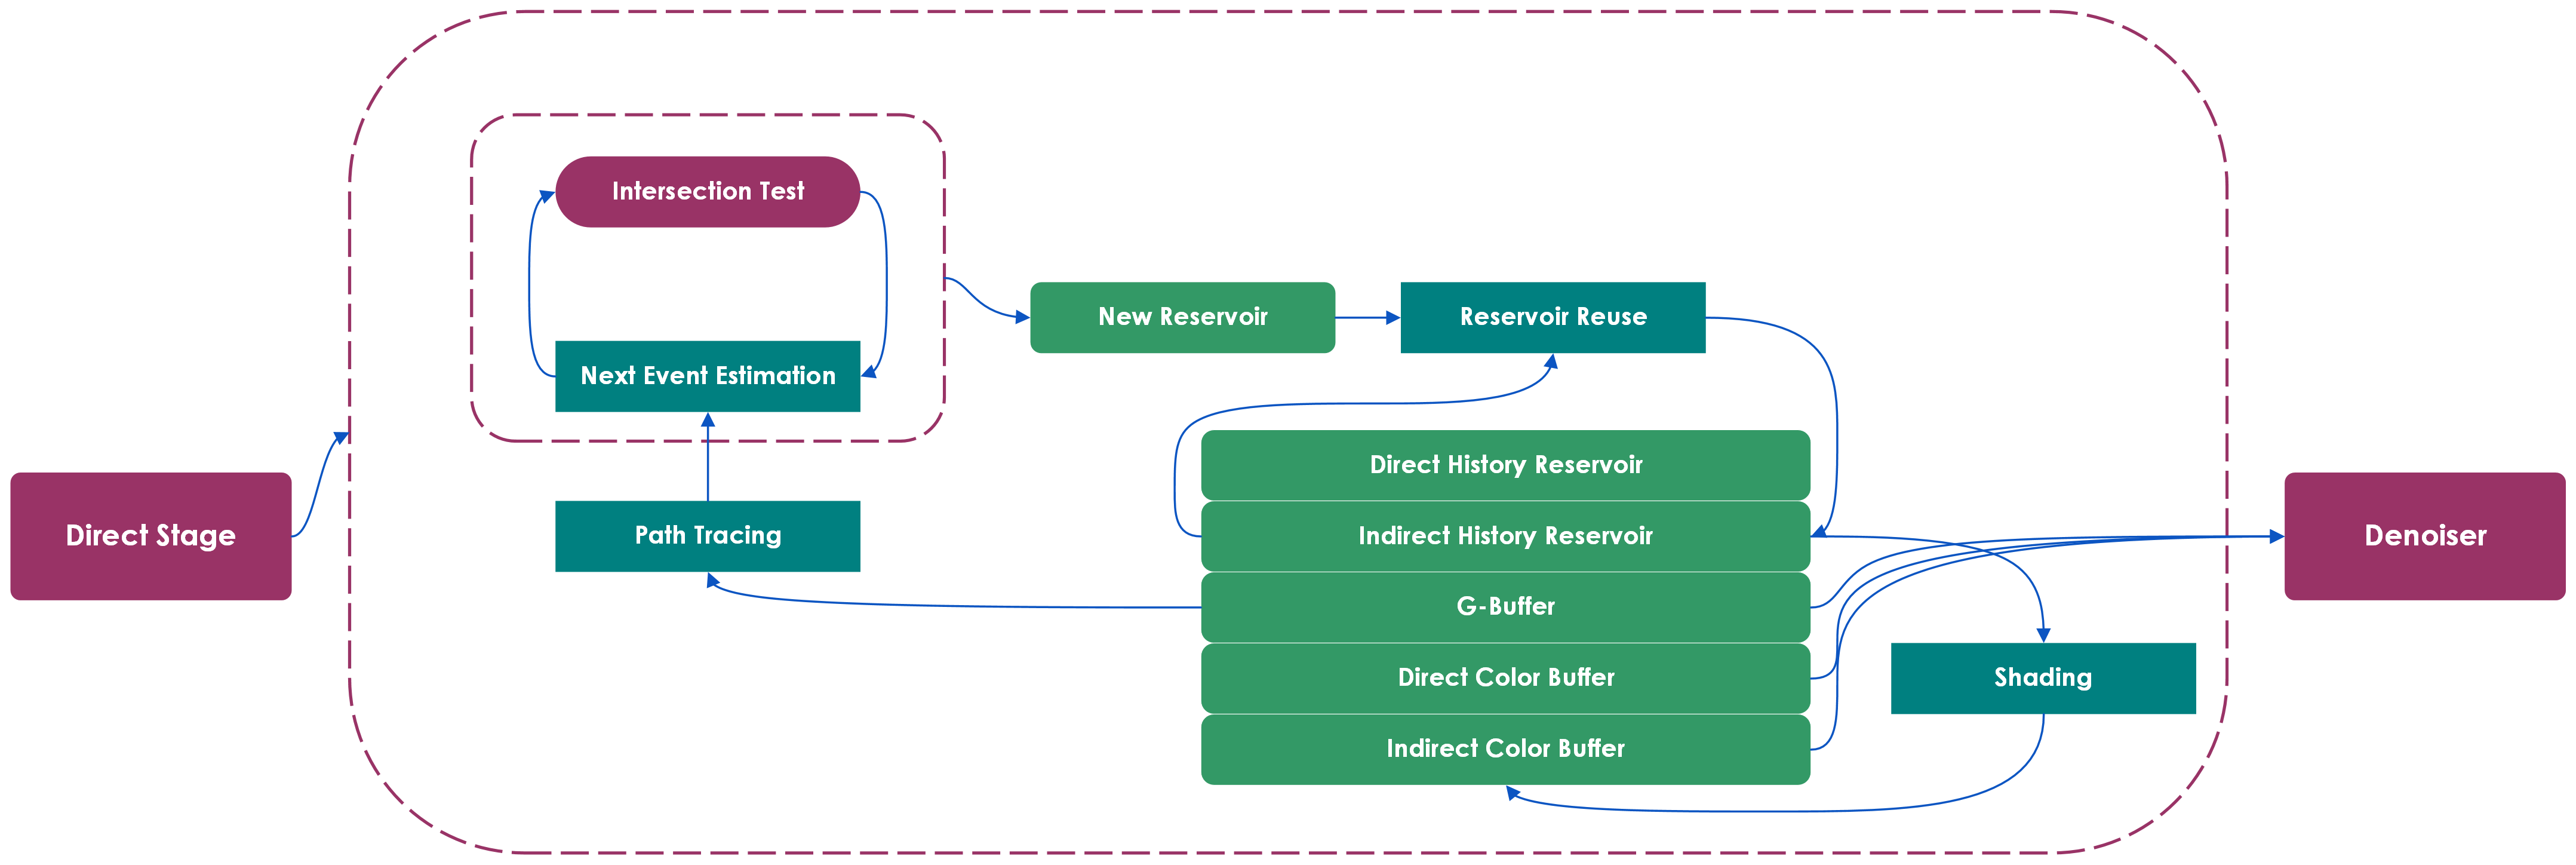 Intersection Test
New Reservoir
Reservoir Reuse
Next Event Estimation
Direct History Reservoir
Direct Stage
Path Tracing
Indirect History Reservoir
Denoiser
G-Buffer
Direct Color Buffer
Shading
Indirect Color Buffer